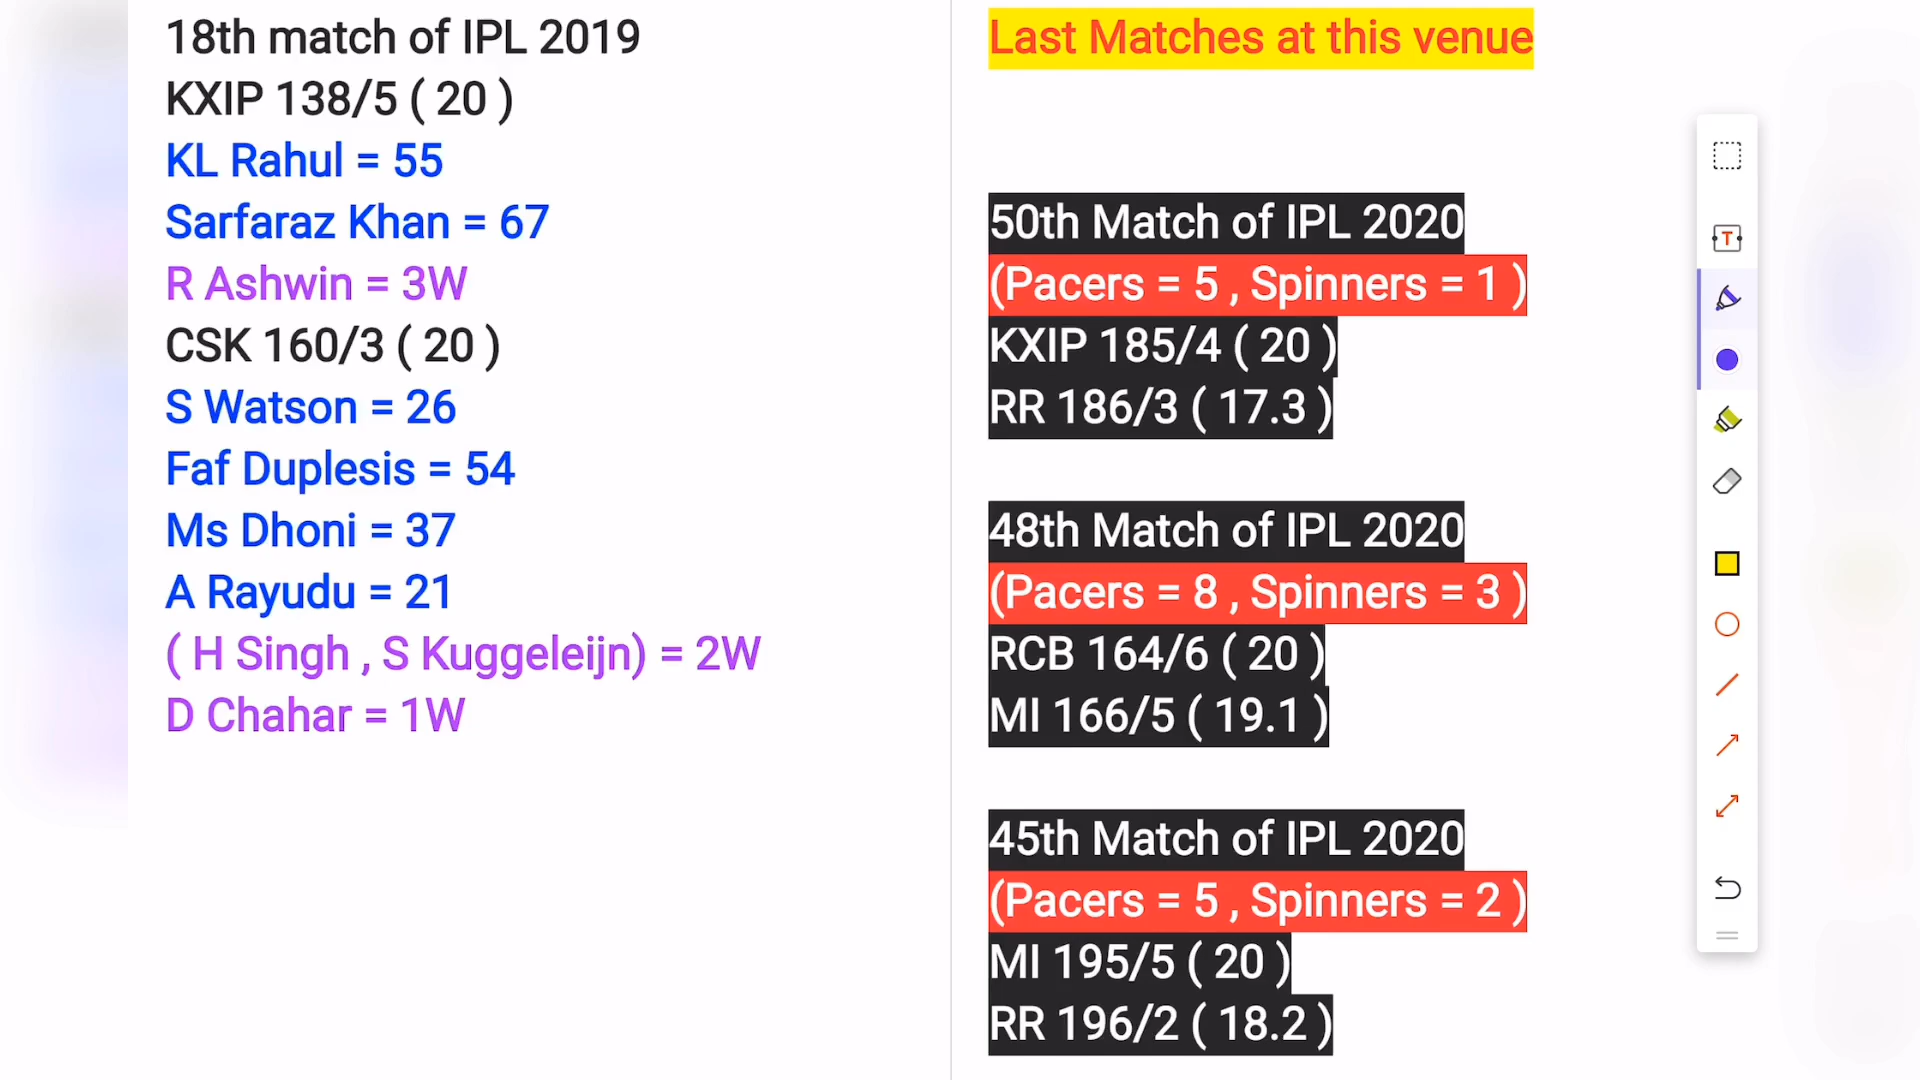 18th match of IPL 2019
KXIP 138/5 ( 20 )
KL Rahul = 55
Sarfaraz Khan = 67
R Ashwin = 3W
CSK 160/3 ( 20 )
S Watson = 26
Faf Duplesis = 54
Ms Dhoni = 37
A Rayudu = 21
( H Singh , S Kuggeleijn) = 2W
D Chahar = 1W
Last Matches at this venue
50th Match of IPL 2020
(Pacers = 5 , Spinners = 1 )
KXIP 185/4 ( 20 )
RR 186/3 ( 17.3 )
48th Match of IPL 2020
(Pacers = 8 , Spinners = 3 )
RCB 164/6 ( 20 )
MI 166/5 ( 19.1 )
45th Match of IPL 2020
(Pacers = 5 , Spinners = 2 )
MI 195/5 ( 20 )
RR 196/2 ( 18.2 )
T